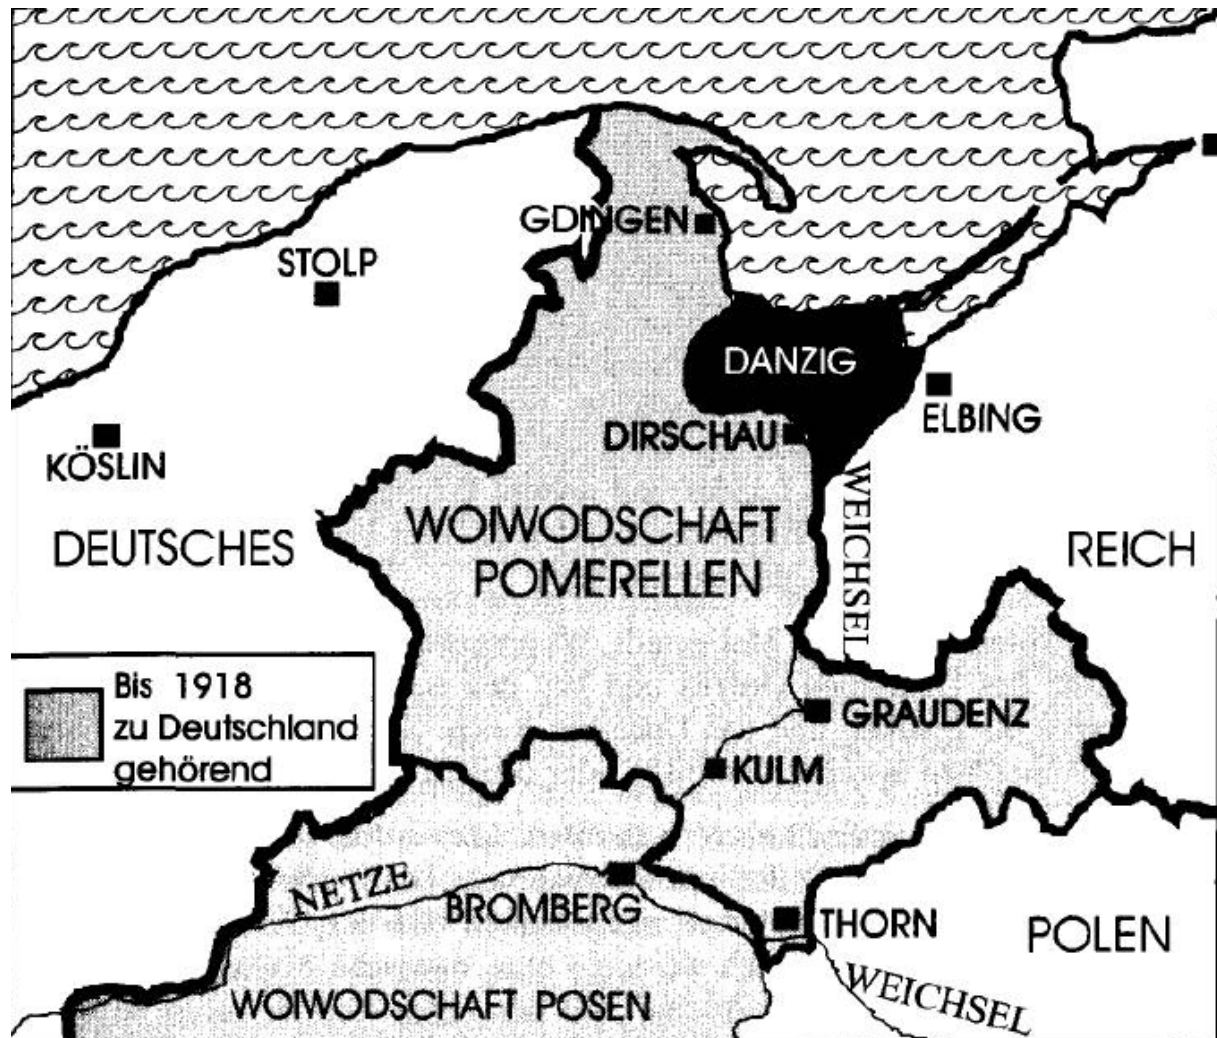 GDINGEN
STOLP
DANZIG
ELBING
DIRSCHAU
KÖSLIN
WEICHSEL
WOIWODSCHAFT
POMERELLEN
DEUTSCHES
REICH
Bis 1918
zu Deutschland
gehörend
GRAUDENZ
KULM
NETZE
BROMBERG
THORN
POLEN
WOIWODSCHAFT POSEN
WEICHSEL